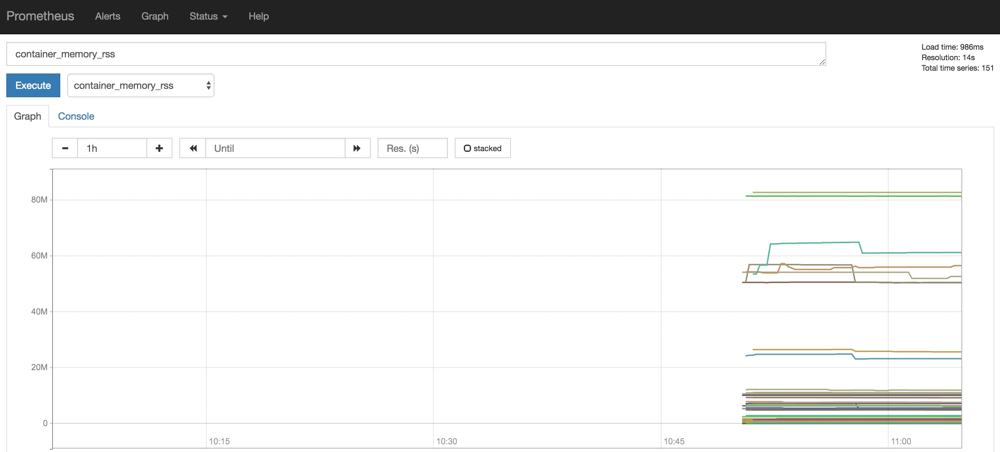 Prometheus Alerts Graph Status Help
container_memory_rss
Load time: 986ms
Resolution: 14s
Total time series: 151
Execute container_memory_rss
Graph Console
1h Until Res. (s) stacked
80M
60M
40M
20M
0
10:15 10:30 10:45 11:00